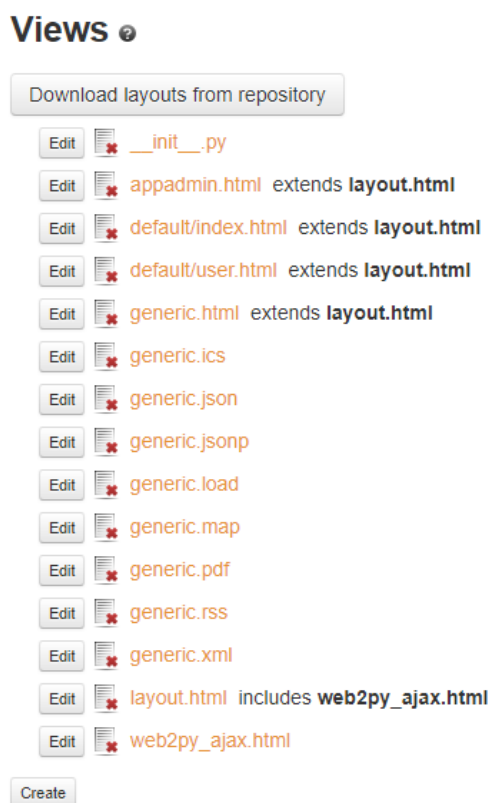 Views ?
Download layouts from repository
Edit __init__.py
Edit appadmin.html extends layout.html
Edit default/index.html extends layout.html
Edit default/user.html extends layout.html
Edit generic.html extends layout.html
Edit generic.ics
Edit generic.json
Edit generic.jsonp
Edit generic.load
Edit generic.map
Edit generic.pdf
Edit generic.rss
Edit generic.xml
Edit layout.html includes web2py_ajax.html
Edit web2py_ajax.html
Create